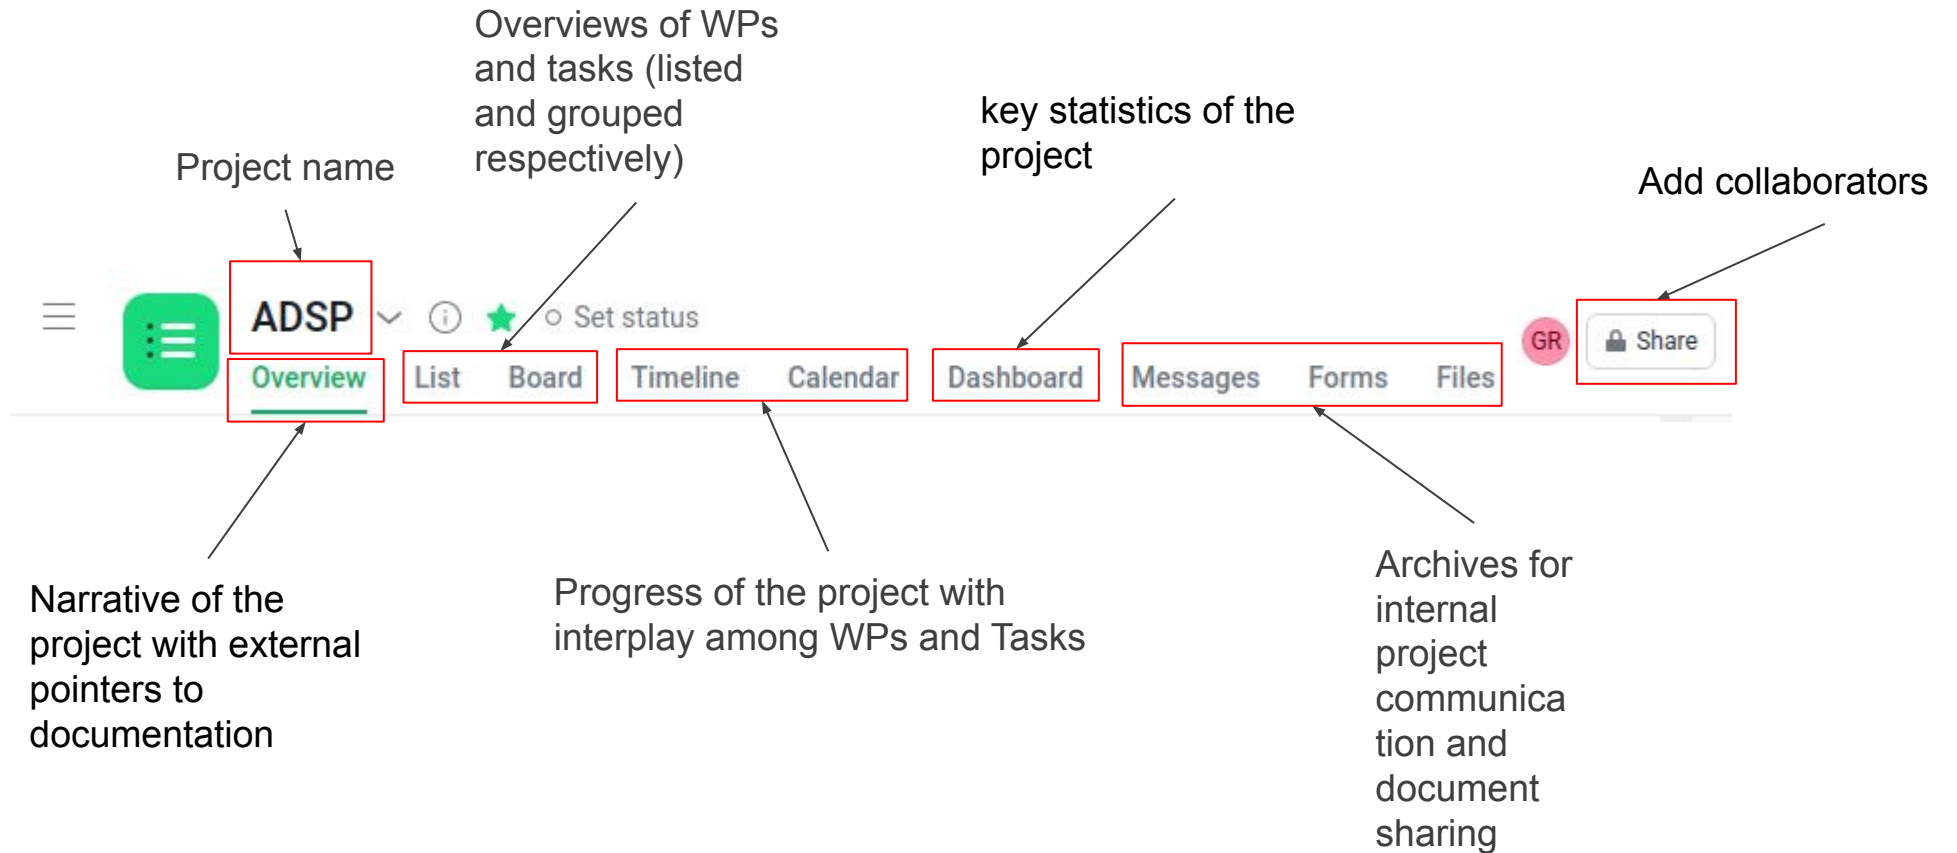 Overviews of WPs
and tasks (listed
and grouped
respectively)
key statistics of the
project
Project name
Add collaborators
ADSP
Set status
GR
Share
Overview
List
Board
Timeline
Calendar
Dashboard
Messages
Forms
Files
Narrative of the
project with external
pointers to
documentation
Progress of the project with
interplay among WPs and Tasks
Archives for
internal
project
communica
tion and
document
sharing